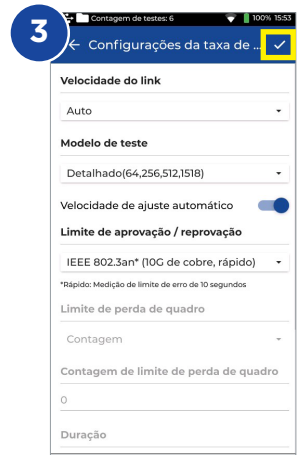 3
Contagem de testes: 6 100% 15:53
Configurações da taxa de ...
Velocidade do link
Auto
Modelo de teste
Detalhado(64,256,512,1518)
Velocidade de ajuste automático
Limite de aprovação / reprovação
IEEE 802.3an* (10G de cobre, rápido)
*Rápido: Medição de limite de erro de 10 segundos
Limite de perda de quadro
Contagem
Contagem de limite de perda de quadro
0
Duração